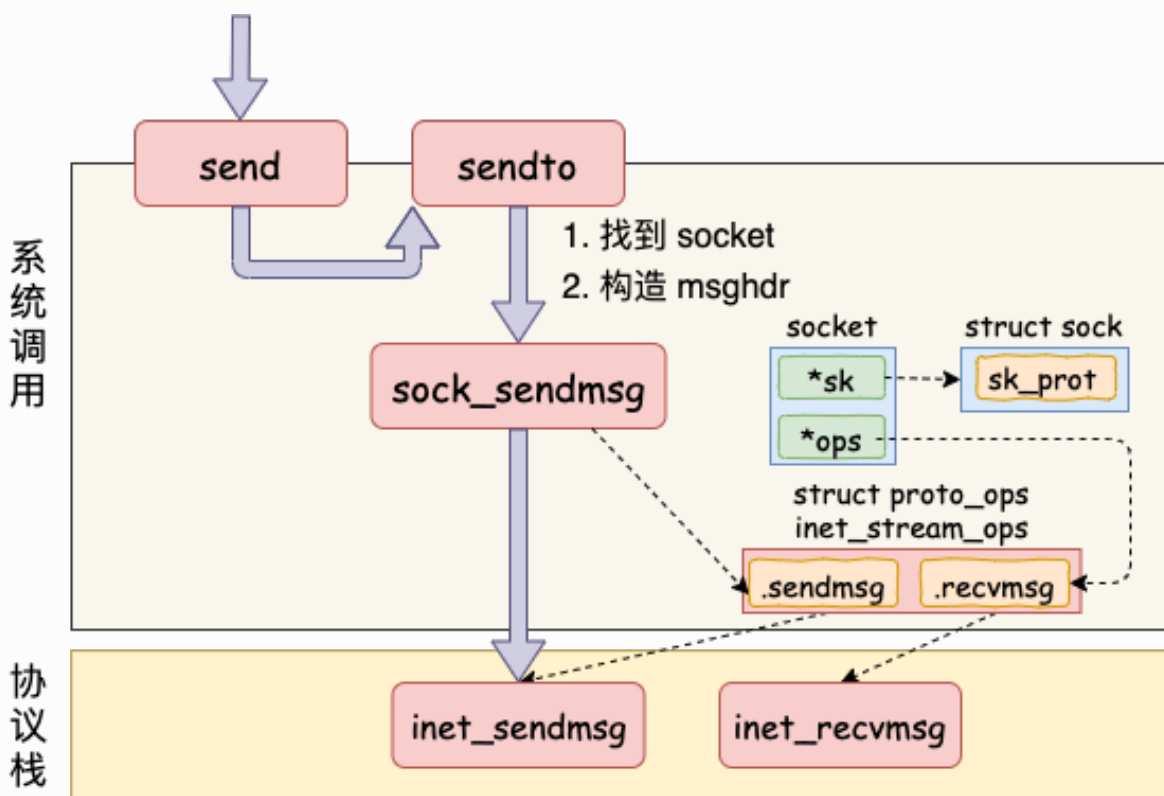 send
sendto
1. 找到 socket
2. 构造 msghdr
系统调用
socket
struct sock
*sk
sk_prot
sock_sendmsg
*ops
struct proto_ops
inet_stream_ops
.sendmsg
.recvmsg
协议栈
inet_sendmsg
inet_recvmsg